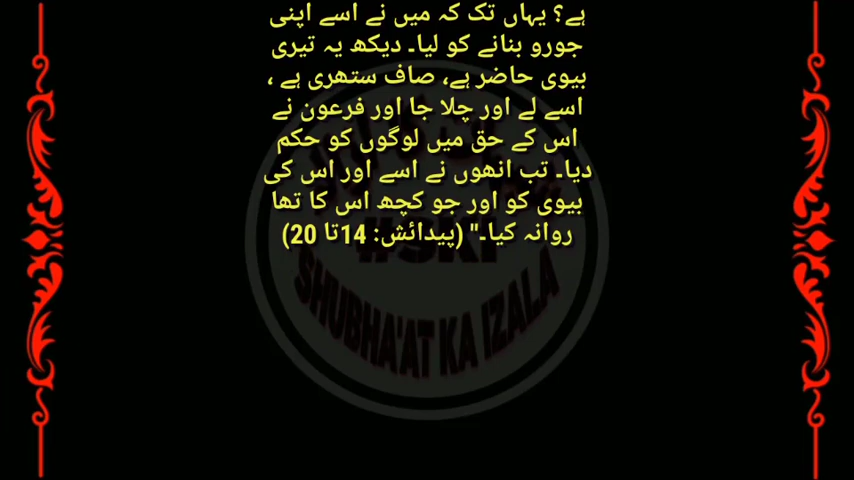 ہے؟ یہاں تک کہ میں نے اسے اپنی
جورو بنانے کو لیا۔ دیکھ یہ تیری
بیوی حاضر ہے، صاف ستھری ہے ،
اسے لے اور چلا جا اور فرعون نے
اس کے حق میں لوگوں کو حکم
دیا۔ تب انھوں نے اسے اور اس کی
بیوی کو اور جو کچھ اس کا تھا
روانہ کیا۔" (پیدائش: 14تا 20)
#SKI
SHUBHA'AT KA IZALA